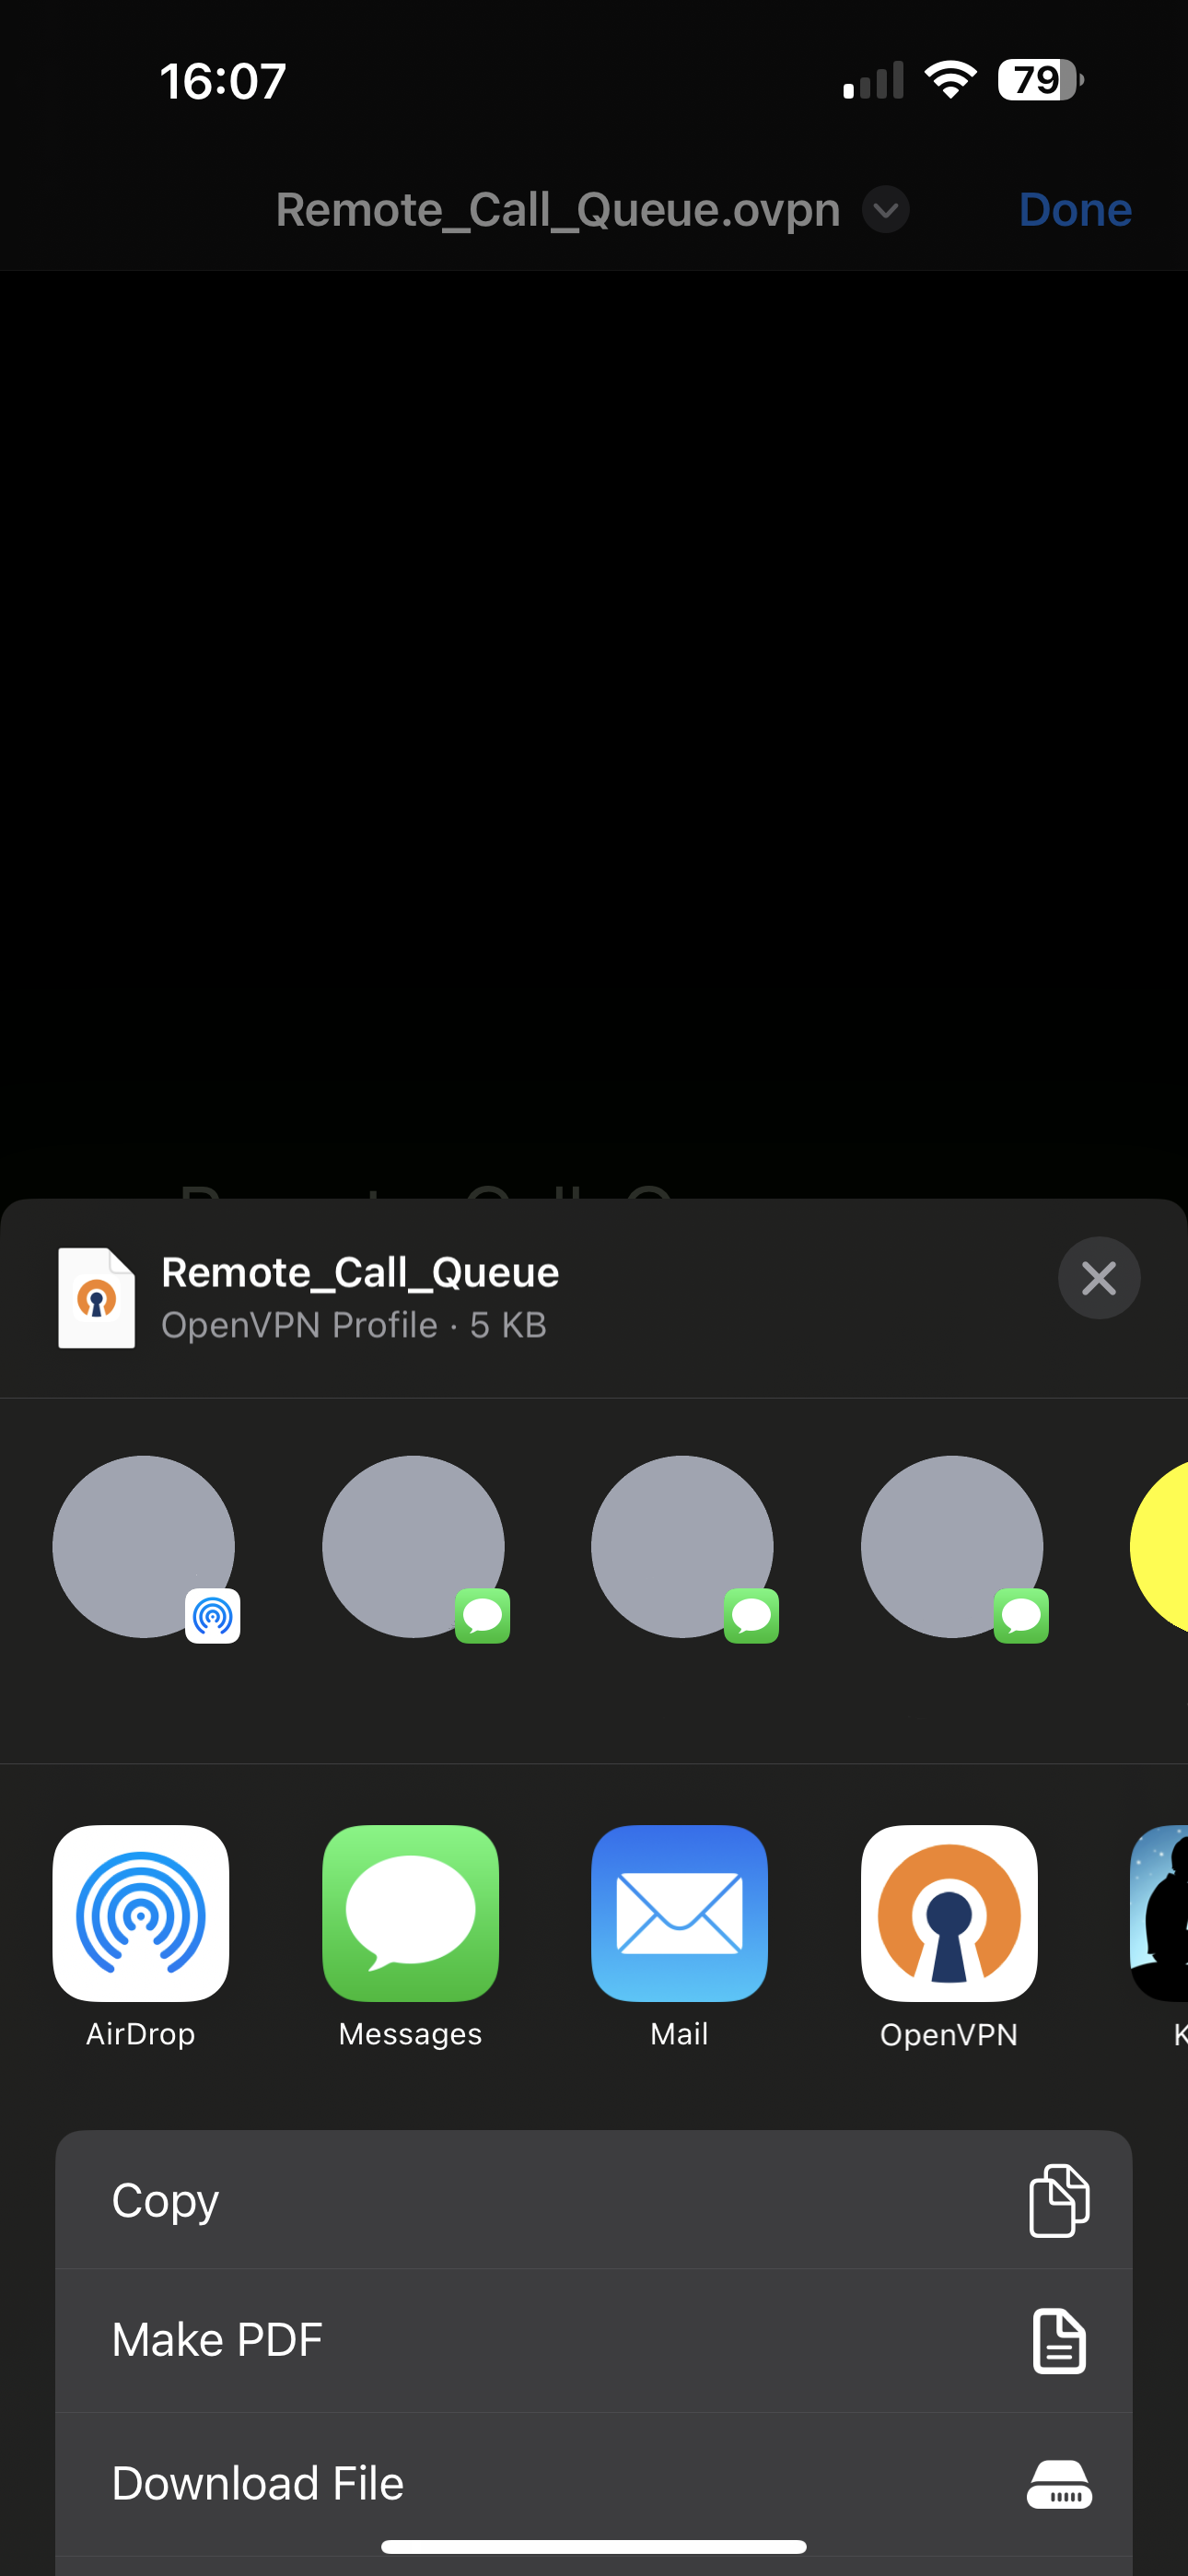 16:07
79
Remote_Call_Queue.ovpn
Done
Remote_Call_Queue
OpenVPN Profile · 5 KB
AirDrop
Messages
Mail
OpenVPN
K
Copy
Make PDF
Download File